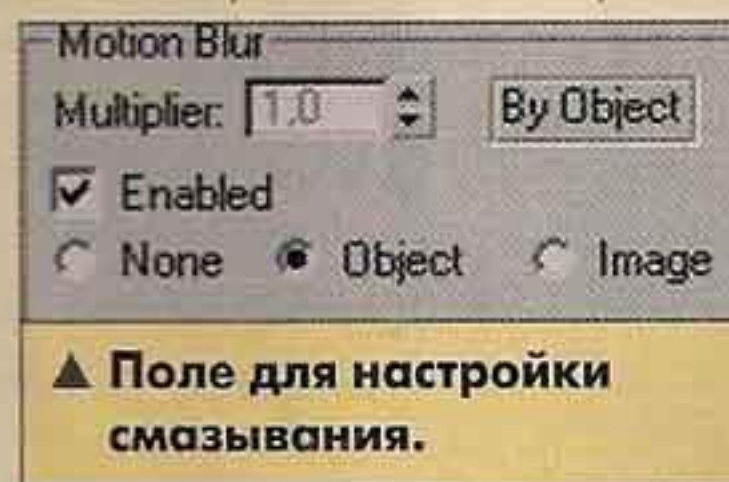 Motion Blur
Multiplier: 1,0 By Object
Enabled
None Object Image
Поле для настройки
смазывания.